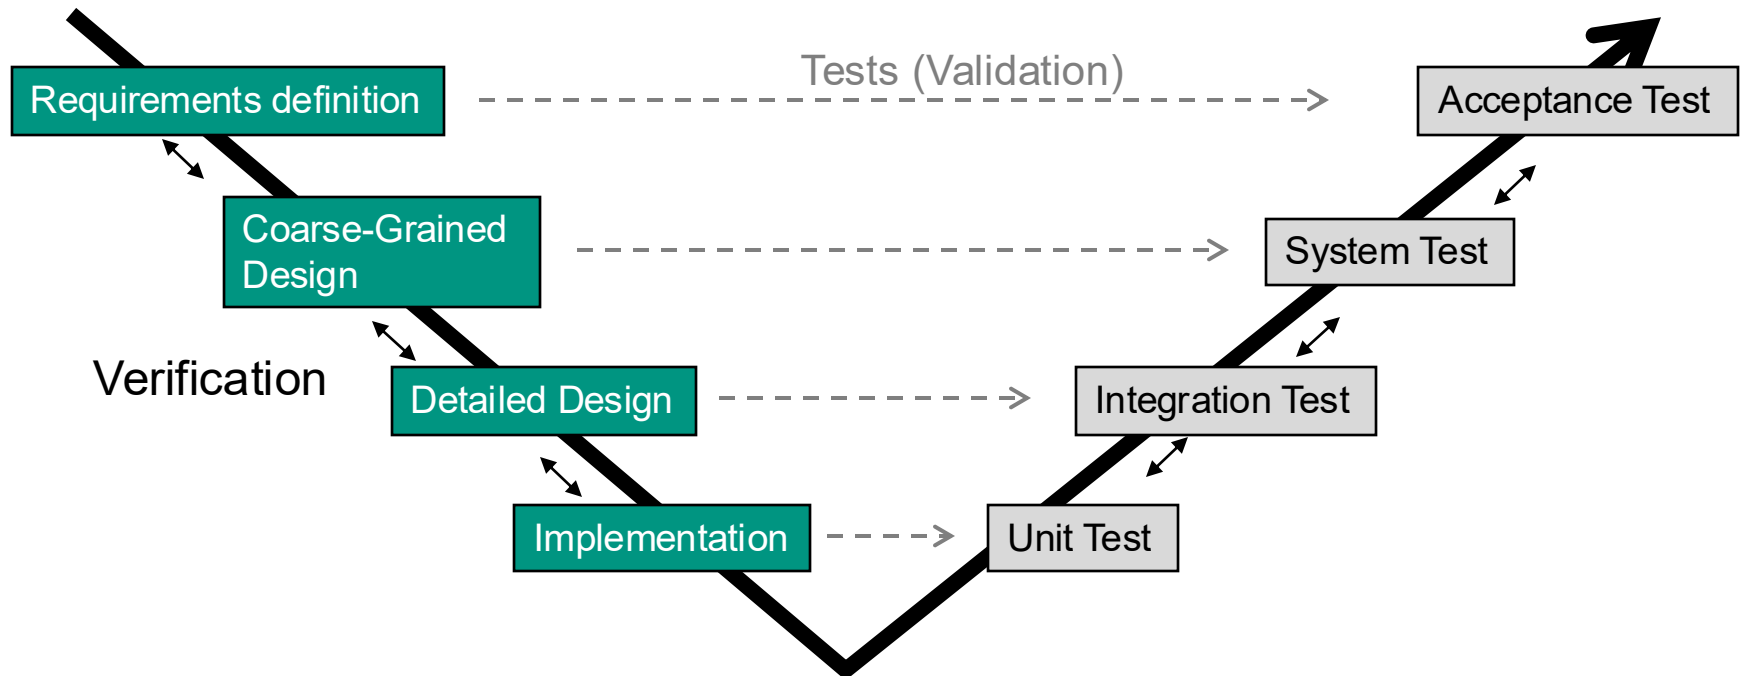 Tests (Validation)
Requirements definition
Acceptance Test
Coarse-Grained
Design
System Test
Verification
Detailed Design
Integration Test
Implementation
Unit Test